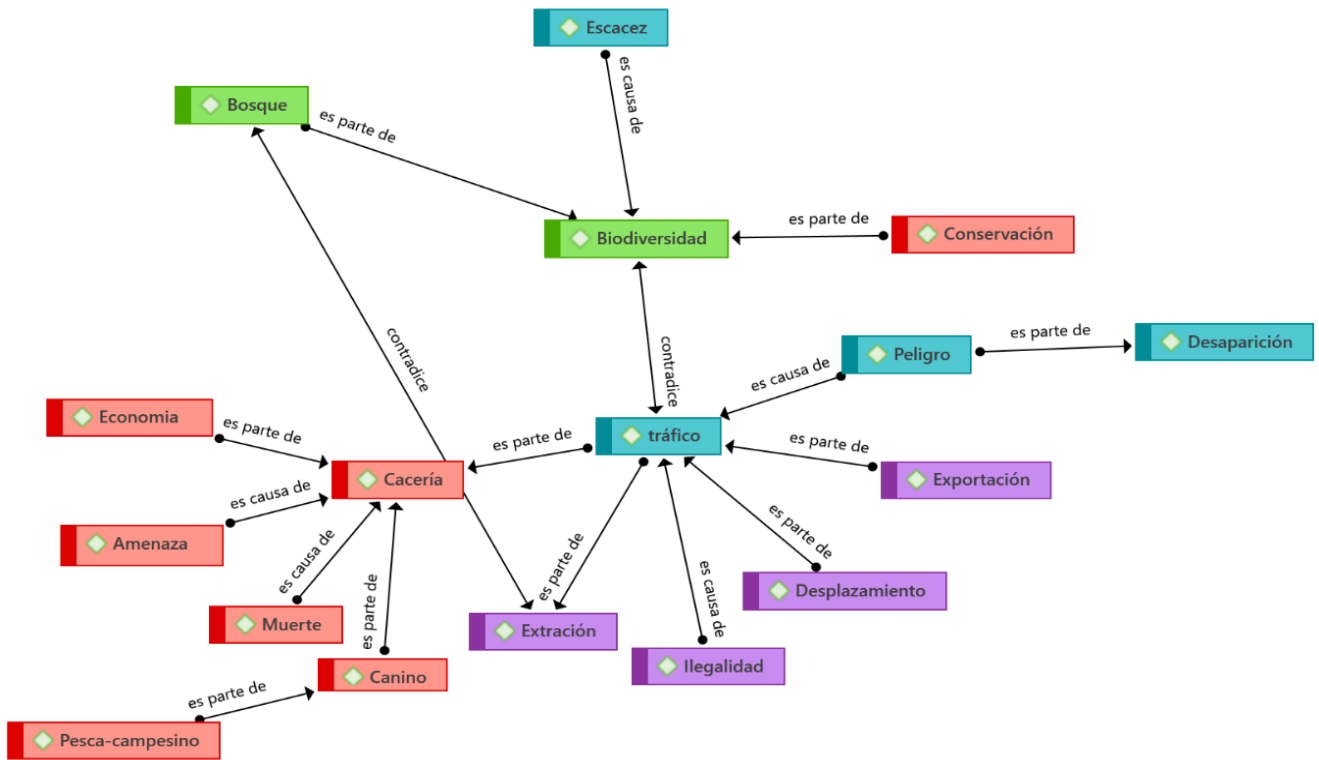 Escacez
es causa de
Bosque
es parte de
Biodiversidad
es parte de
Conservación
contradice
contradice
Peligro
es parte de
Desaparición
es causa de
Economia
es parte de
tráfico
es parte de
Cacería
es parte de
Exportación
es causa de
Amenaza
es causa de
Muerte
es parte de
Canino
es parte de
Pesca-campesino
es parte de
Extración
es causa de
Ilegalidad
es parte de
Desplazamiento